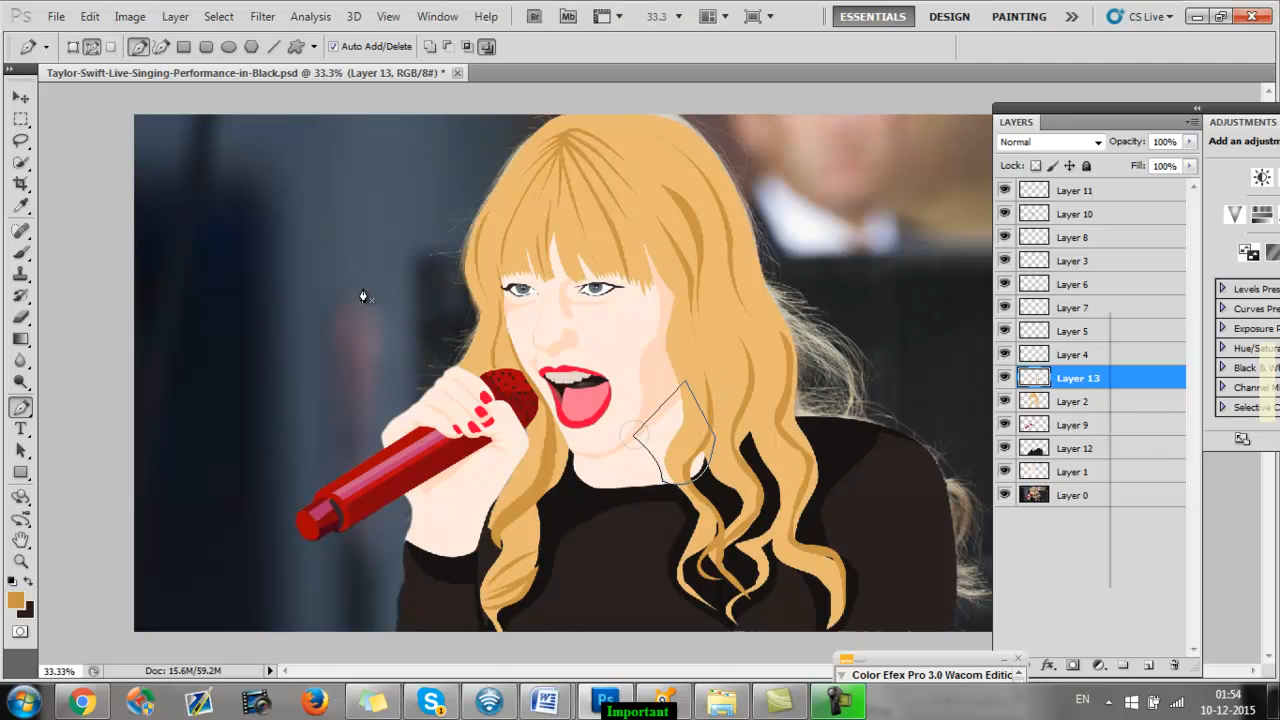 Ps File Edit Image Layer Select Filter Analysis 3D View Window Help Br Mb 33.3 ESSENTIALS DESIGN PAINTING CS Live
Auto Add/Delete
Taylor-Swift-Live-Singing-Performance-in-Black.psd @ 33.3% (Layer 13, RGB/8#) *
LAYERS ADJUSTMENTS
Normal Opacity: 100% Add an adjustm
Lock: Fill: 100%
Layer 11
Layer 10
Layer 8
Layer 3
Layer 6
Layer 7
Layer 5
Layer 4
Layer 13
Layer 2
Layer 9
Layer 12
Layer 1
Layer 0
Levels Pres
Curves Pres
Exposure P
Hue/Satura
Black & Wh
Channel M
Selective C
33.33% Doc: 15.6M/59.2M
Color Efex Pro 3.0 Wacom Editic
EN 01:54
10-12-2015
Important